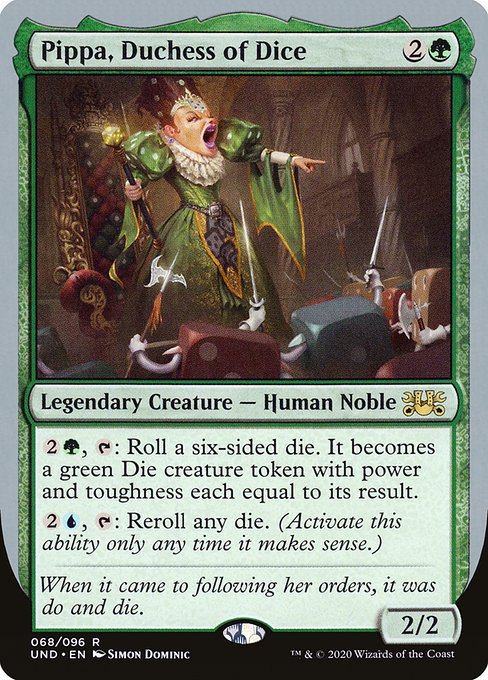 Pippa, Duchess of Dice 2
Legendary Creature — Human Noble
2, : Roll a six-sided die. It becomes
a green Die creature token with power
and toughness each equal to its result.
2, : Reroll any die. (Activate this
ability only any time it makes sense.)
When it came to following her orders, it was
do and die.
2/2
068/096 R
UND • EN Simon Dominic
™ & © 2020 Wizards of the Coast